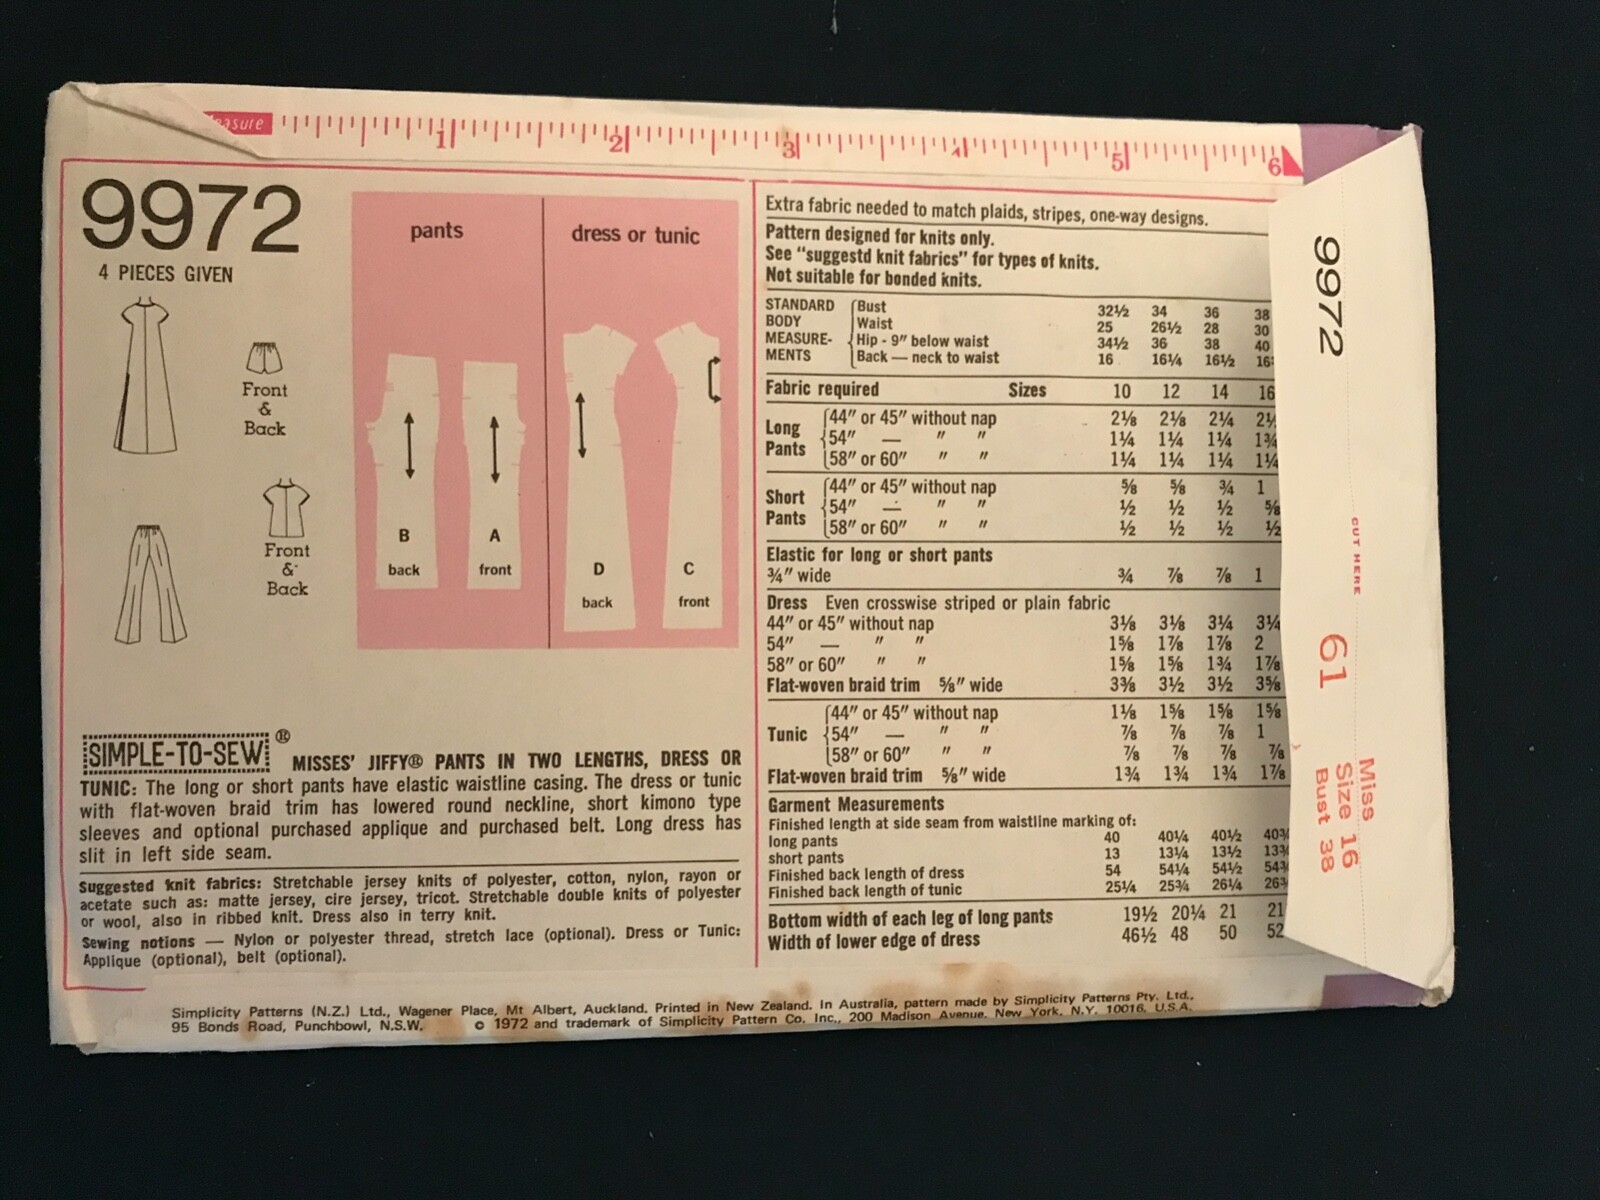 easure
1 2 3 4 5 6
9972
4 PIECES GIVEN
Front
&
Back
Front
&
Back
pants
dress or tunic
B
back
A
front
D
back
C
front
SIMPLE-TO-SEW®
MISSES' JIFFY® PANTS IN TWO LENGTHS, DRESS OR
TUNIC: The long or short pants have elastic waistline casing. The dress or tunic
with flat-woven braid trim has lowered round neckline, short kimono type
sleeves and optional purchased applique and purchased belt. Long dress has
slit in left side seam.
Suggested knit fabrics: Stretchable jersey knits of polyester, cotton, nylon, rayon or
acetate such as: matte jersey, cire jersey, tricot. Stretchable double knits of polyester
or wool, also in ribbed knit. Dress also in terry knit.
Sewing notions — Nylon or polyester thread, stretch lace (optional). Dress or Tunic:
Applique (optional), belt (optional).
Extra fabric needed to match plaids, stripes, one-way designs.
Pattern designed for knits only.
See "suggestd knit fabrics" for types of knits.
Not suitable for bonded knits.
STANDARD BODY MEASURE-MENTS
Bust 32½ 34 36 38
Waist 25 26½ 28 30
Hip - 9" below waist 34½ 36 38 40
Back — neck to waist 16 16¼ 16½ 16
Fabric required Sizes 10 12 14 16
Long Pants
44" or 45" without nap 2⅛ 2⅛ 2¼ 2
54" — " " 1¼ 1¼ 1¼ 1¾
58" or 60" " " 1¼ 1¼ 1¼ 1¼
Short Pants
44" or 45" without nap ⅝ ⅝ ¾ 1
54" — " " ½ ½ ½ ⅝
58" or 60" " " ½ ½ ½ ½
Elastic for long or short pants
¾" wide ¾ ⅞ ⅞ 1
Dress Even crosswise striped or plain fabric
44" or 45" without nap 3⅛ 3⅛ 3¼ 3¼
54" — " " 1⅝ 1⅞ 1⅞ 2
58" or 60" " " 1⅝ 1⅝ 1¾ 1⅞
Flat-woven braid trim ⅝" wide 3⅜ 3½ 3½ 3⅝
Tunic
44" or 45" without nap 1⅛ 1⅝ 1⅝ 1⅝
54" — " " ⅞ ⅞ ⅞ 1
58" or 60" " " ⅞ ⅞ ⅞ ⅞
Flat-woven braid trim ⅝" wide 1¾ 1¾ 1¾ 1⅞
Garment Measurements
Finished length at side seam from waistline marking of:
long pants 40 40¼ 40½ 40¾
short pants 13 13¼ 13½ 13¾
Finished back length of dress 54 54¼ 54½ 54¾
Finished back length of tunic 25¼ 25¾ 26¼ 26¾
Bottom width of each leg of long pants 19½ 20¼ 21 21
Width of lower edge of dress 46½ 48 50 52
9972
CUT HERE
61
Miss
Size 16
Bust 38
Simplicity Patterns (N.Z.) Ltd., Wagener Place, Mt Albert, Auckland. Printed in New Zealand. In Australia, pattern made by Simplicity Patterns Pty. Ltd.,
95 Bonds Road, Punchbowl, N.S.W. © 1972 and trademark of Simplicity Pattern Co. Inc., 200 Madison Avenue. New York, N.Y. 10016, U.S.A.